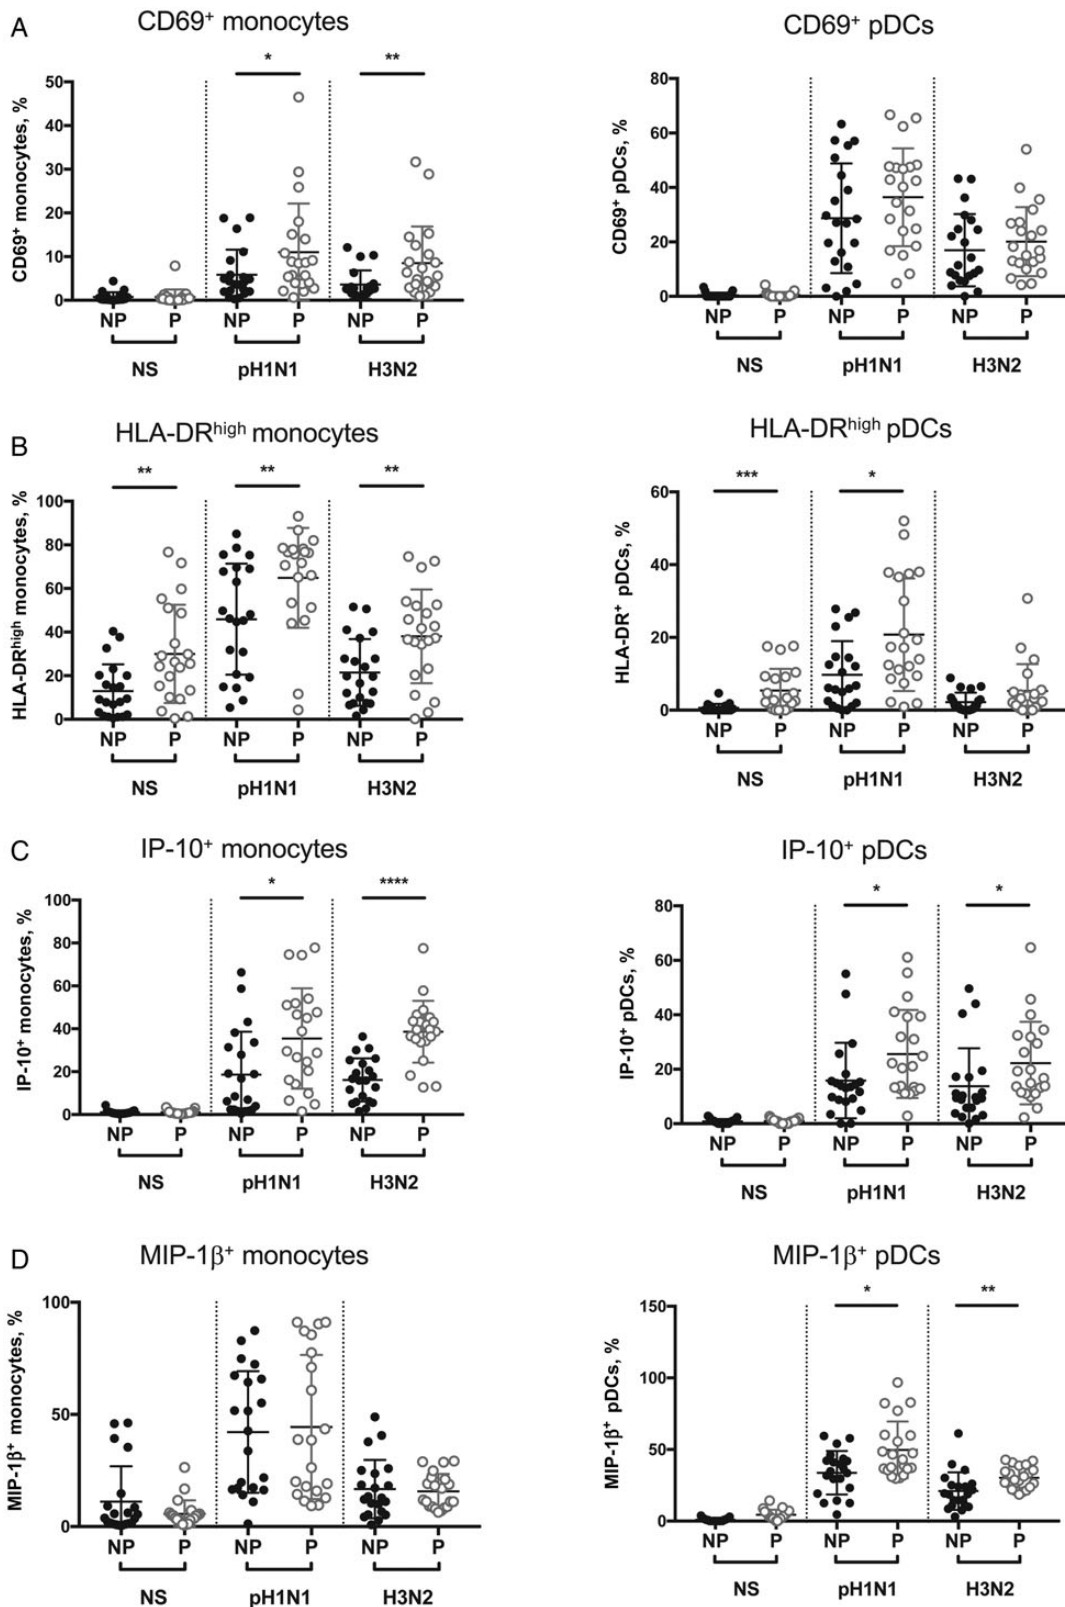 A
CD69⁺ monocytes
CD69⁺ monocytes, %
50
40
30
20
10
0
*
**
NP P NP P NP P
NS pH1N1 H3N2
CD69⁺ pDCs
CD69⁺ pDCs, %
80
60
40
20
0
NP P NP P NP P
NS pH1N1 H3N2
B
HLA-DRhigh monocytes
HLA-DRhigh monocytes, %
100
80
60
40
20
0
**
**
**
NP P NP P NP P
NS pH1N1 H3N2
HLA-DRhigh pDCs
HLA-DR⁺ pDCs, %
60
40
20
0
***
*
NP P NP P NP P
NS pH1N1 H3N2
C
IP-10⁺ monocytes
IP-10⁺ monocytes, %
100
80
60
40
20
0
*
****
NP P NP P NP P
NS pH1N1 H3N2
IP-10⁺ pDCs
IP-10⁺ pDCs, %
80
60
40
20
0
*
*
NP P NP P NP P
NS pH1N1 H3N2
D
MIP-1β⁺ monocytes
MIP-1β⁺ monocytes, %
100
50
0
NP P NP P NP P
NS pH1N1 H3N2
MIP-1β⁺ pDCs
MIP-1β⁺ pDCs, %
150
100
50
0
*
**
NP P NP P NP P
NS pH1N1 H3N2